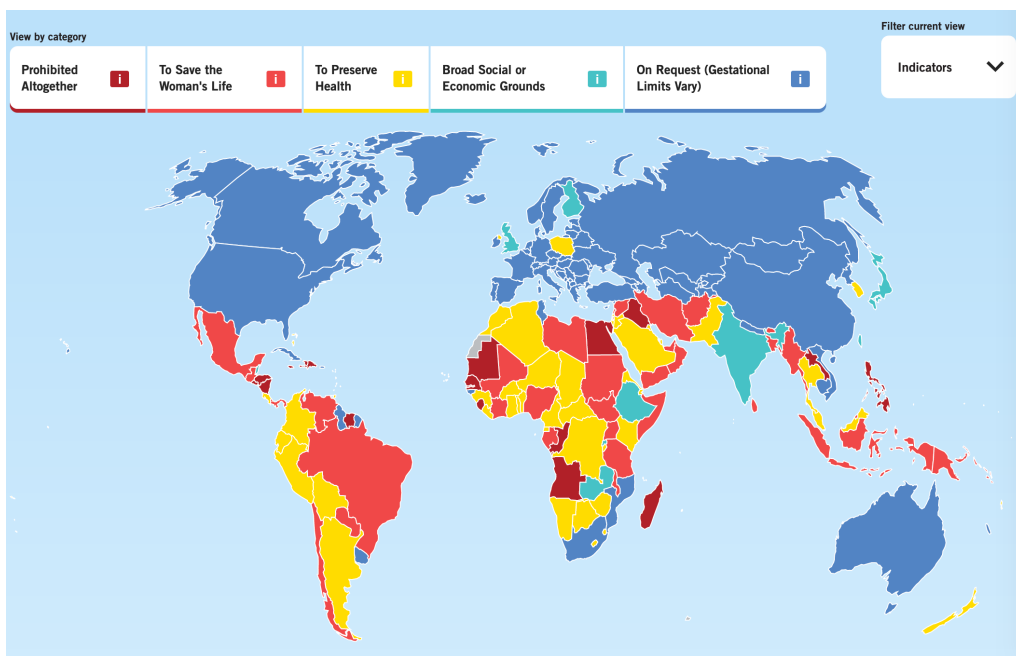 Filter current view
View by category
Prohibited
Altogether
i
To Save the
Woman's Life
i
To Preserve
Health
i
Broad Social or
Economic Grounds
i
On Request (Gestational
Limits Vary)
i
Indicators